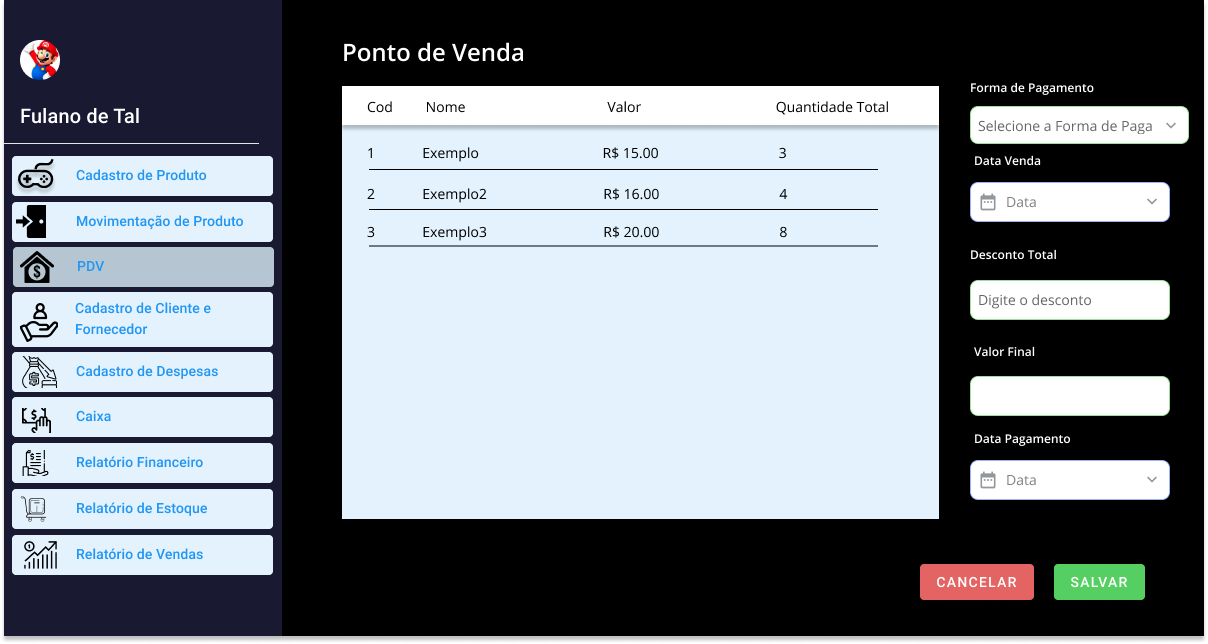 Fulano de Tal
Cadastro de Produto
Movimentação de Produto
PDV
Cadastro de Cliente e
Fornecedor
Cadastro de Despesas
Caixa
Relatório Financeiro
Relatório de Estoque
Relatório de Vendas
Ponto de Venda
Cod Nome Valor Quantidade Total
1 Exemplo R$ 15.00 3
2 Exemplo2 R$ 16.00 4
3 Exemplo3 R$ 20.00 8
Forma de Pagamento
Selecione a Forma de Paga
Data Venda
Data
Desconto Total
Digite o desconto
Valor Final
Data Pagamento
Data
CANCELAR SALVAR